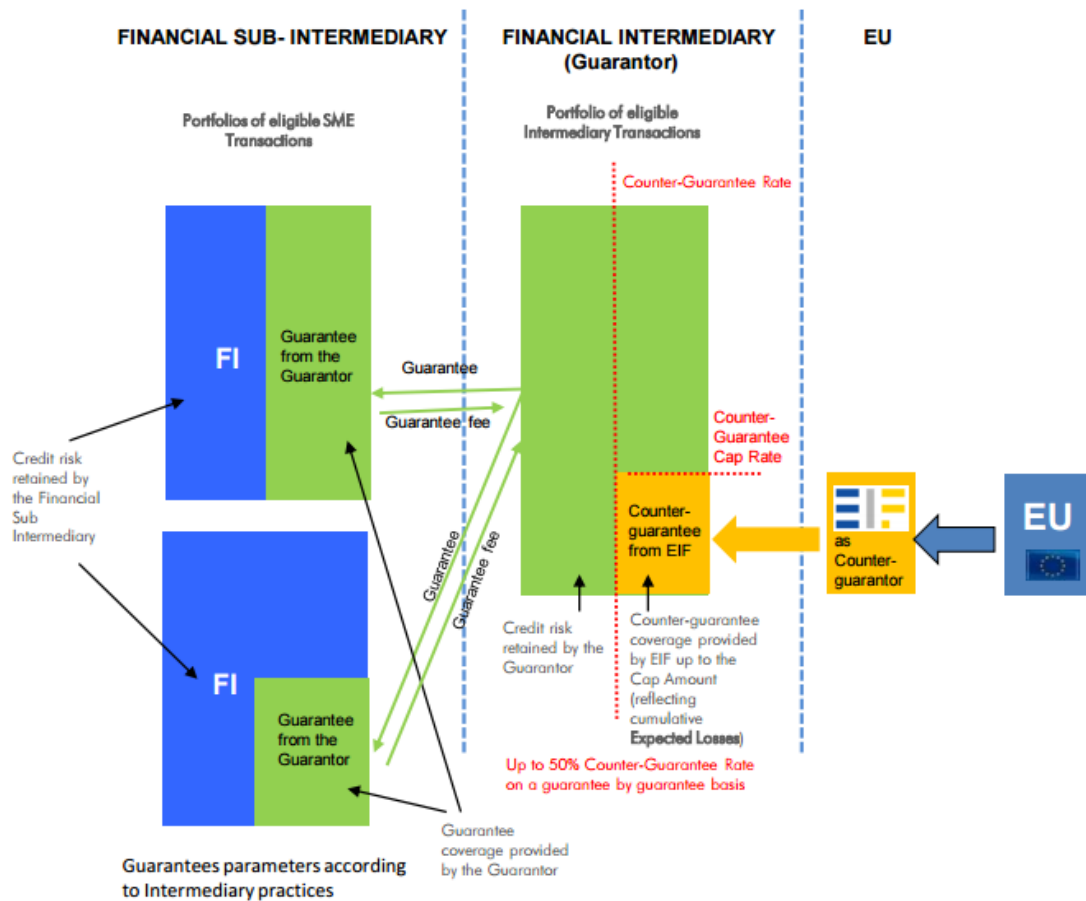 FINANCIAL SUB- INTERMEDIARY
FINANCIAL INTERMEDIARY
(Guarantor)
EU
Portfolios of eligible SME
Transactions
Portfolio of eligible
Intermediary Transactions
Counter-Guarantee Rate
FI
Guarantee
from the
Guarantor
Guarantee
Guarantee fee
Counter-
Guarantee
Cap Rate
Credit risk
retained by
the Financial
Sub
Intermediary
Guarantee
Guarantee fee
Counter-
guarantee
from EIF
EIF
as
Counter-
guarantor
EU
FI
Guarantee
from the
Guarantor
Credit risk
retained by the
Guarantor
Counter-guarantee
coverage provided
by EIF up to the
Cap Amount
(reflecting
cumulative
Expected Losses)
Up to 50% Counter-Guarantee Rate
on a guarantee by guarantee basis
Guarantee
coverage provided
by the Guarantor
Guarantees parameters according
to Intermediary practices